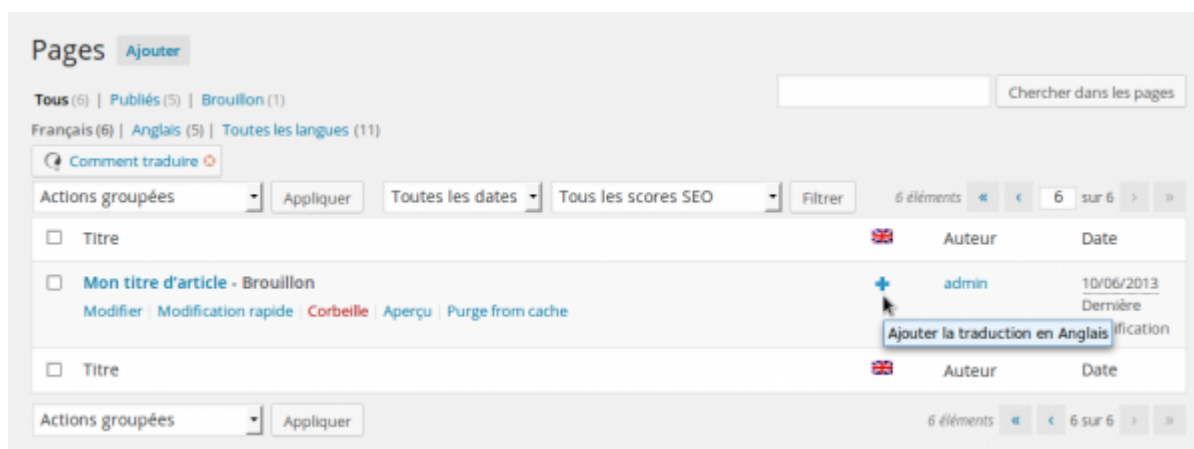 Pages Ajouter
Tous (6) | Publiés (5) | Brouillon (1)
Chercher dans les pages
Français (6) | Anglais (5) | Toutes les langues (11)
Comment traduire
Actions groupées Appliquer Toutes les dates Tous les scores SEO Filtrer 6 éléments « ‹ 6 sur 6 › »
Titre Auteur Date
Mon titre d'article - Brouillon admin 10/06/2013
Modifier | Modification rapide | Corbeille | Aperçu | Purge from cache Dernière
Ajouter la traduction en Anglais ification
Titre Auteur Date
Actions groupées Appliquer 6 éléments « ‹ 6 sur 6 › »